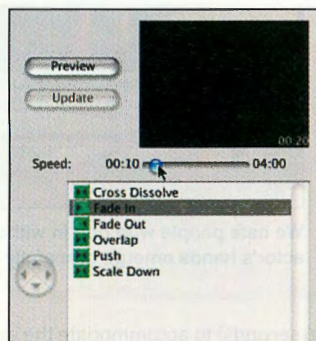 Preview
Update
00:20
Speed: 00:10 04:00
Cross Dissolve
Fade In
Fade Out
Overlap
Push
Scale Down